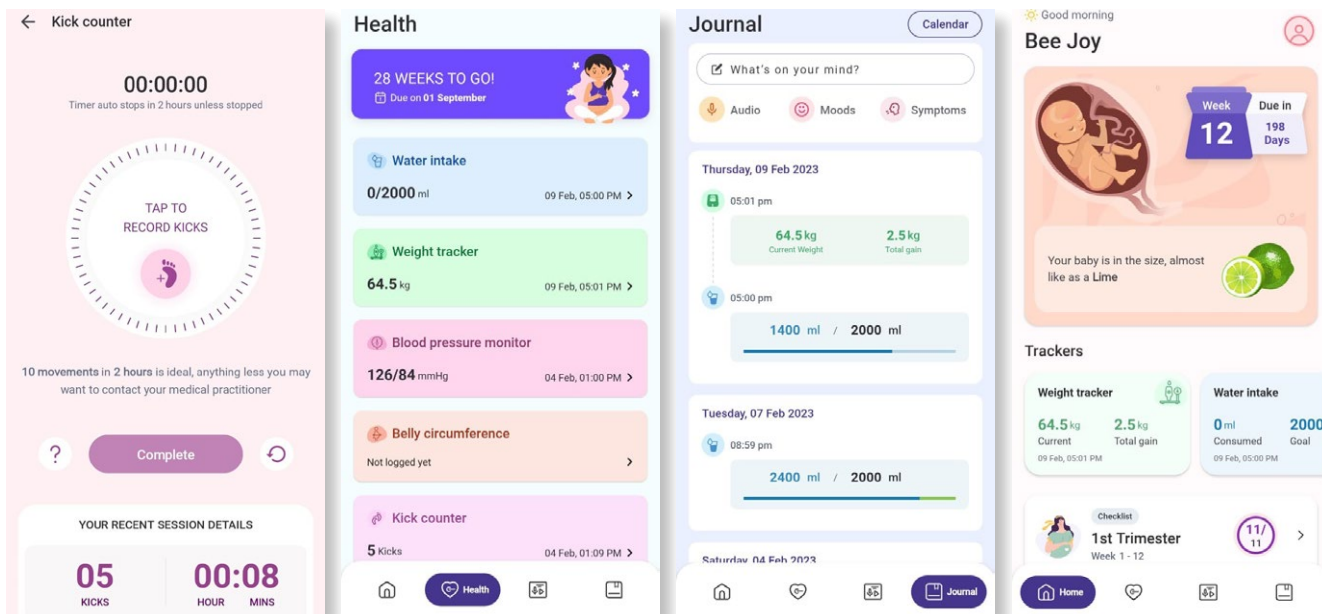 Kick counter
00:00:00
Timer auto stops in 2 hours unless stopped
TAP TO
RECORD KICKS
10 movements in 2 hours is ideal, anything less you may
want to contact your medical practitioner
?
Complete
YOUR RECENT SESSION DETAILS
05
KICKS
00:08
HOUR MINS
Health
28 WEEKS TO GO!
Due on 01 September
Water intake
0/2000 ml
09 Feb, 05:00 PM
Weight tracker
64.5 kg
09 Feb, 05:01 PM
Blood pressure monitor
126/84 mmHg
04 Feb, 01:00 PM
Belly circumference
Not logged yet
Kick counter
5 Kicks
04 Feb, 01:09 PM
Health
Journal
Calendar
What's on your mind?
Audio
Moods
Symptoms
Thursday, 09 Feb 2023
05:01 pm
64.5 kg
Current Weight
2.5 kg
Total gain
05:00 pm
1400 ml / 2000 ml
Tuesday, 07 Feb 2023
08:59 pm
2400 ml / 2000 ml
Saturday, 04 Feb 2023
Journal
Good morning
Bee Joy
Week
12
Due in
198
Days
Your baby is in the size, almost
like as a Lime
Trackers
Weight tracker
64.5 kg
Current
2.5 kg
Total gain
09 Feb, 05:01 PM
Water intake
0 ml
Consumed
2000
Goal
09 Feb, 05:00 PM
Checklist
1st Trimester
Week 1 - 12
11/
11
Home